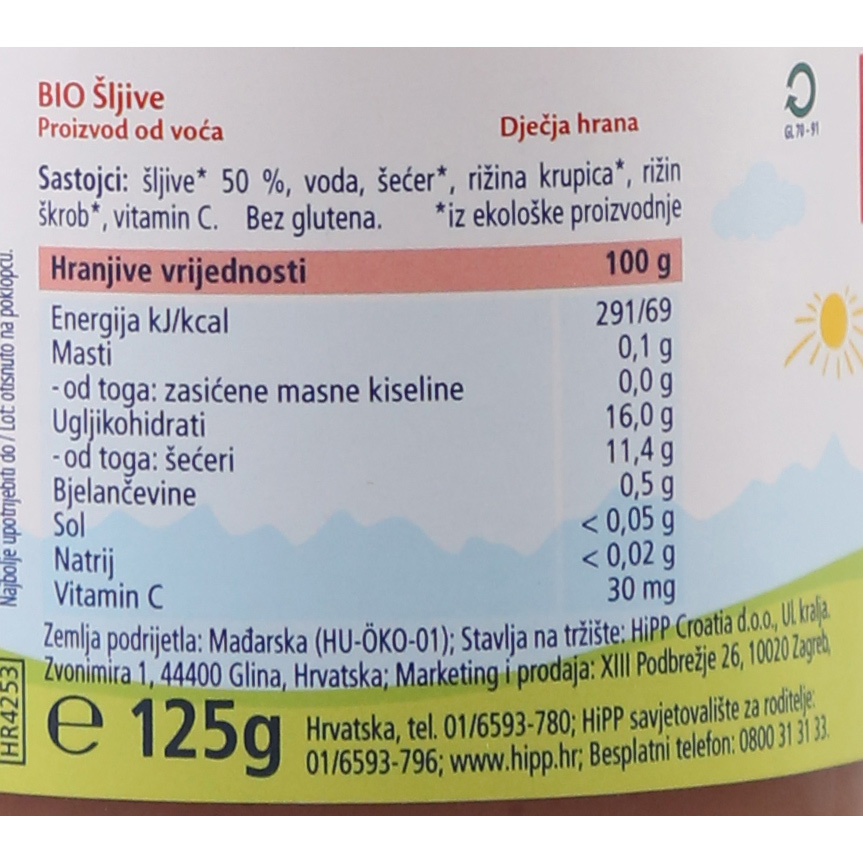 BIO Šljive
Proizvod od voća
Dječja hrana
GL 70-91
Sastojci: šljive* 50 %, voda, šećer*, rižina krupica*, rižin
škrob*, vitamin C. Bez glutena. *iz ekološke proizvodnje
Hranjive vrijednosti 100 g
Energija kJ/kcal 291/69
Masti 0,1 g
-od toga: zasićene masne kiseline 0,0 g
Ugljikohidrati 16,0 g
-od toga: šećeri 11,4 g
Bjelančevine 0,5 g
Sol < 0,05 g
Natrij < 0,02 g
Vitamin C 30 mg
Zemlja podrijetla: Mađarska (HU-ÖKO-01); Stavlja na tržište: HiPP Croatia d.o.o., Ul. kralja
Zvonimira 1, 44400 Glina, Hrvatska; Marketing i prodaja: XIII Podbrežje 26, 10020 Zagreb,
e 125g
Hrvatska, tel. 01/6593-780; HiPP savjetovalište za roditelje:
01/6593-796; www.hipp.hr; Besplatni telefon: 0800 31 31 33.
Najbolje upotrijebiti do / Lot: otisnuto na poklopcu.
HR4253